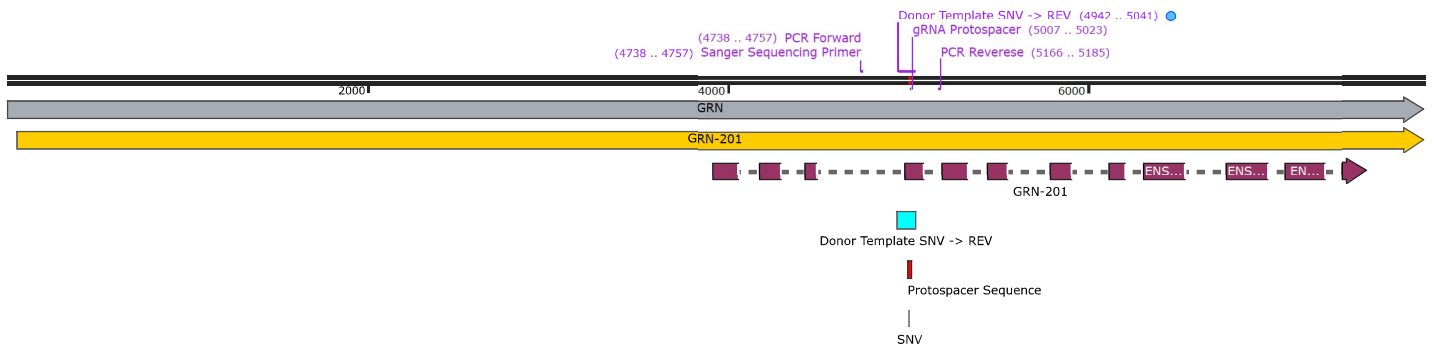 Donor Template SNV -> REV (4942 .. 5041)
gRNA Protospacer (5007 .. 5023)
(4738 .. 4757) PCR Forward
(4738 .. 4757) Sanger Sequencing Primer
PCR Reverese (5166 .. 5185)
2000
4000
6000
GRN
GRN-201
ENS...
ENS...
EN...
GRN-201
Donor Template SNV -> REV
Protospacer Sequence
SNV